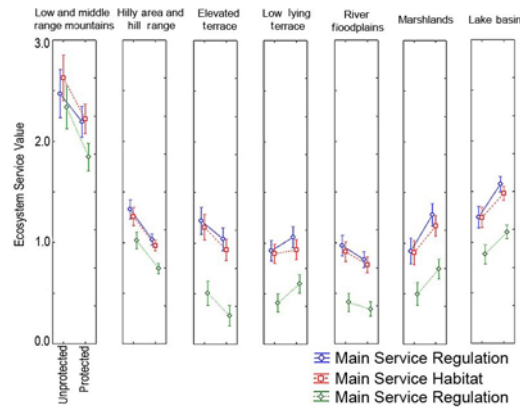 Low and middle
range mountains
Hilly area and
hill range
Elevated
terrace
Low lying
terrace
River
floodplains
Marshlands
Lake basin
Ecosystem Service Value
3.0
2.0
1.0
0.0
Unprotected
Protected
Main Service Regulation
Main Service Habitat
Main Service Regulation